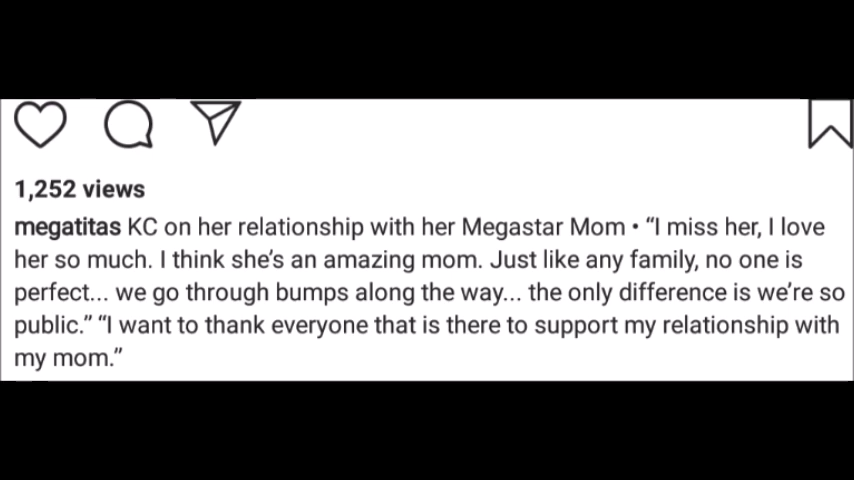 1,252 views
megatitas KC on her relationship with her Megastar Mom • “I miss her, I love
her so much. I think she’s an amazing mom. Just like any family, no one is
perfect... we go through bumps along the way... the only difference is we’re so
public.” “I want to thank everyone that is there to support my relationship with
my mom.”